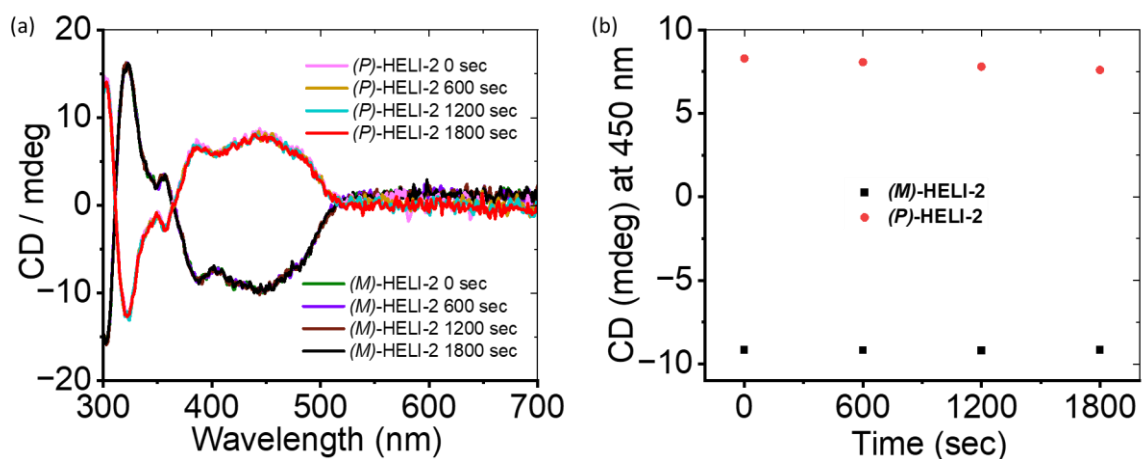 (a)
20
10
0
−10
−20
CD / mdeg
(P)-HELI-2 0 sec
(P)-HELI-2 600 sec
(P)-HELI-2 1200 sec
(P)-HELI-2 1800 sec
(M)-HELI-2 0 sec
(M)-HELI-2 600 sec
(M)-HELI-2 1200 sec
(M)-HELI-2 1800 sec
300 400 500 600 700
Wavelength (nm)
(b)
10
5
0
−5
−10
CD (mdeg) at 450 nm
(M)-HELI-2
(P)-HELI-2
0 600 1200 1800
Time (sec)